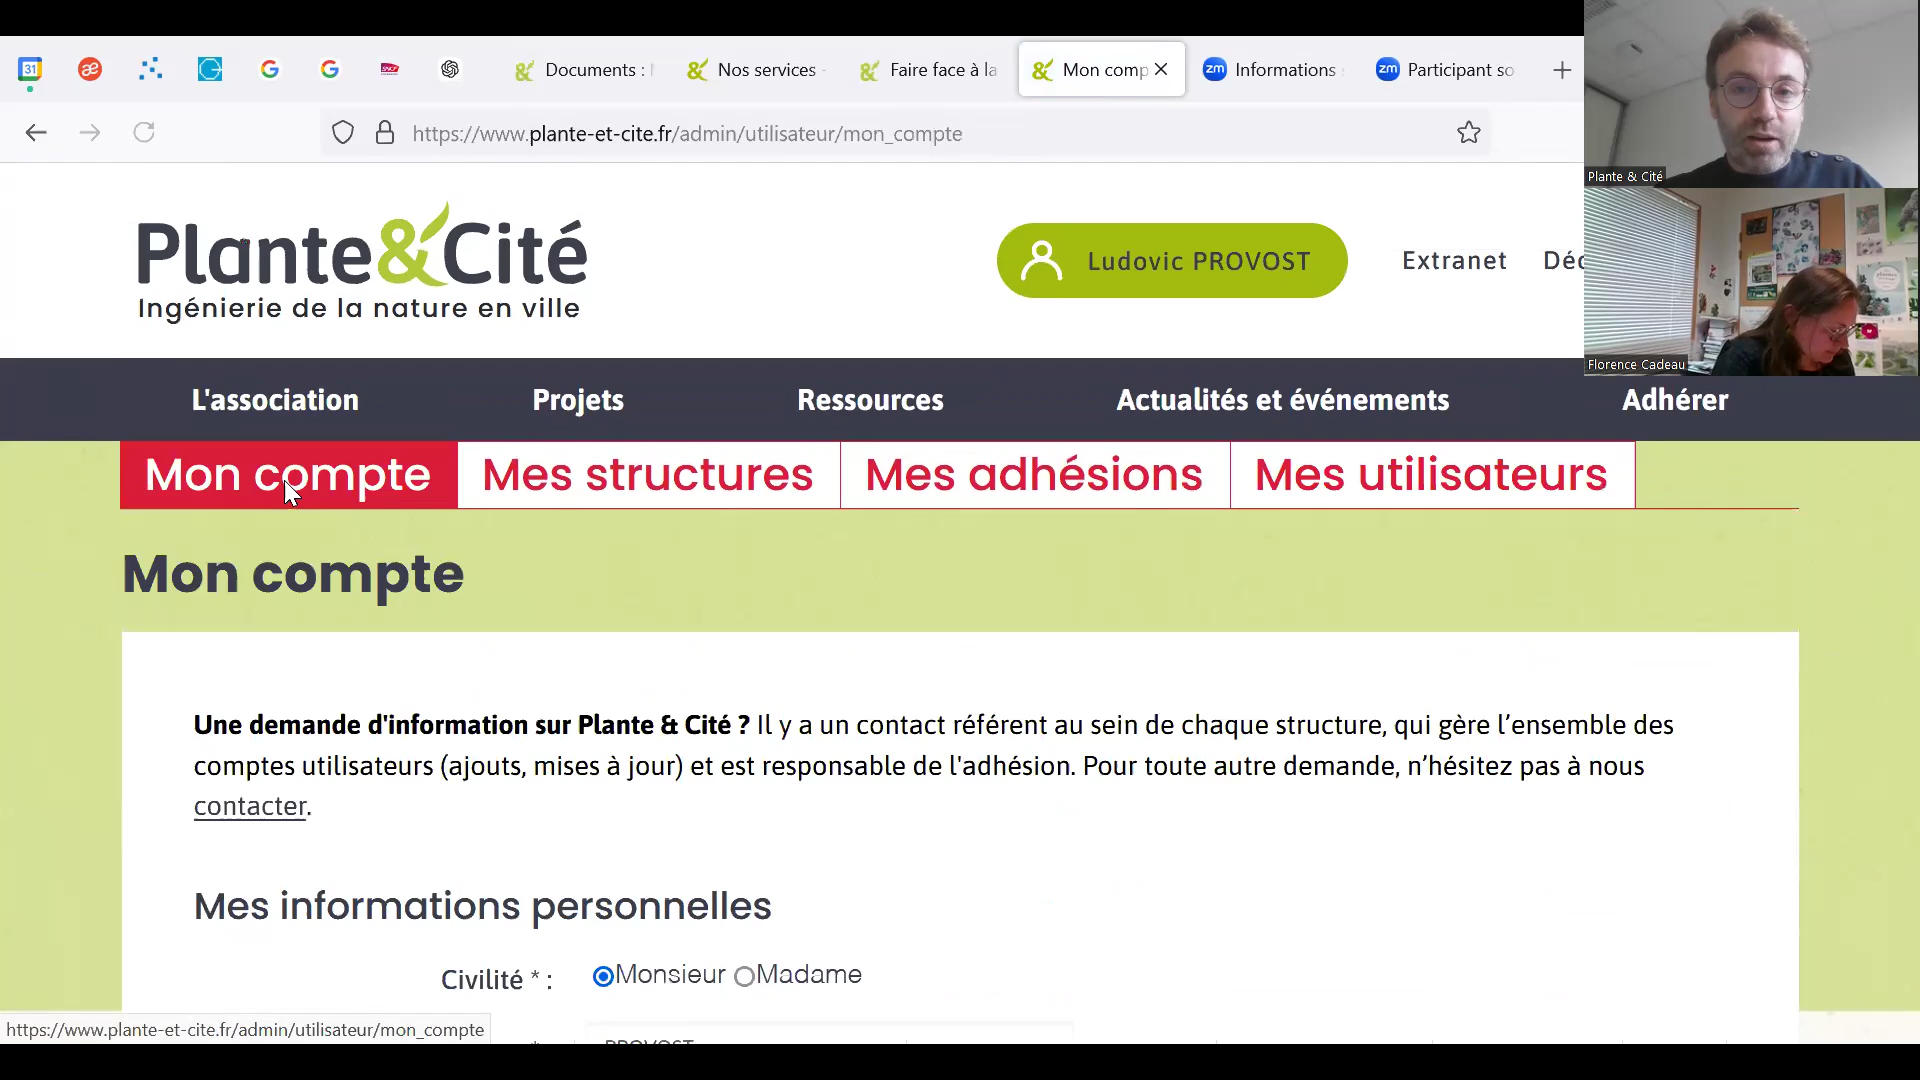 31
Documents :
Nos services
Faire face à la
Mon comp
zm
Informations
zm
Participant so
https://www.plante-et-cite.fr/admin/utilisateur/mon_compte
Plante&Cité
Ingénierie de la nature en ville
Ludovic PROVOST
Extranet
Plante & Cité
Florence Cadeau
L'association
Projets
Ressources
Actualités et événements
Adhérer
Mon compte
Mes structures
Mes adhésions
Mes utilisateurs
Mon compte
Une demande d'information sur Plante & Cité ? Il y a un contact référent au sein de chaque structure, qui gère l’ensemble des
comptes utilisateurs (ajouts, mises à jour) et est responsable de l'adhésion. Pour toute autre demande, n’hésitez pas à nous
contacter.
Mes informations personnelles
Civilité * :
Monsieur
Madame
PROVOST
https://www.plante-et-cite.fr/admin/utilisateur/mon_compte